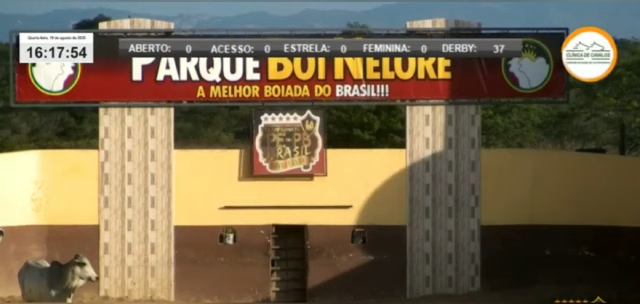 16:17:54
ABERTO: 0 ACESSO: 0 ESTRELA: 0 FEMININA: 0 DERBY: 37
CLÍNICA DE CAVALOS
PARQUE BOI NELORE
A MELHOR BOIADA DO BRASIL!!!
BRASIL